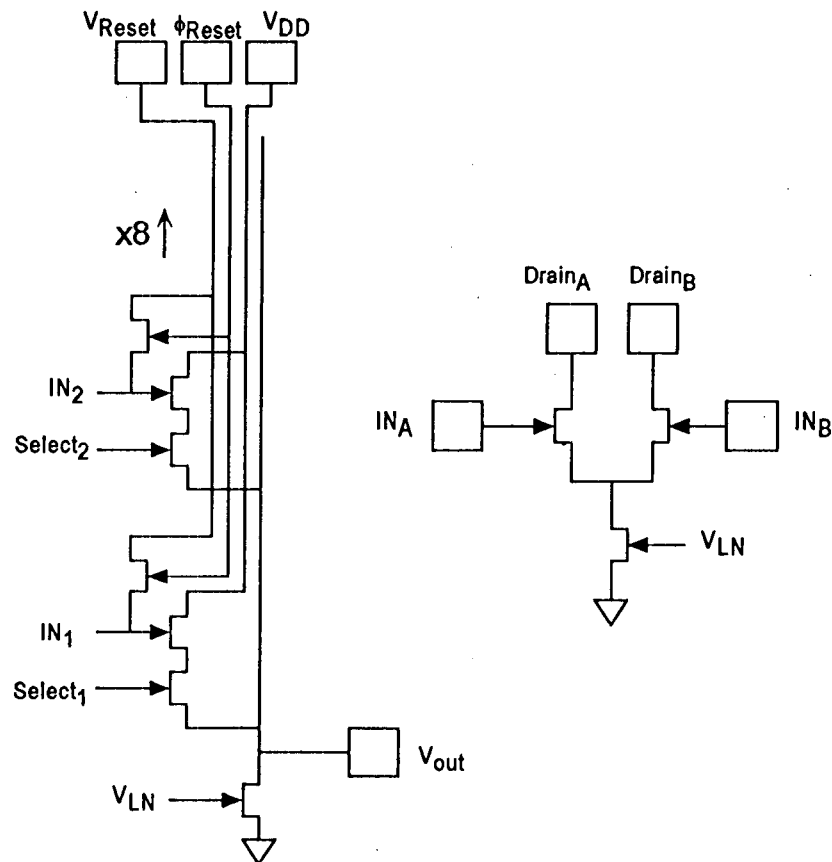 VReset ϕReset VDD
x8
IN2
Select2
IN1
Select1
VLN
Vout
DrainA DrainB
INA
INB
VLN